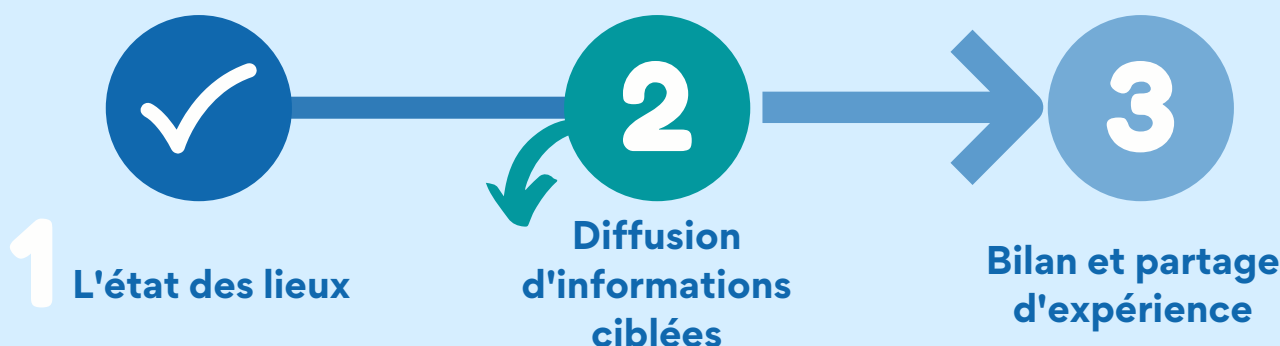 1 L'état des lieux
2
Diffusion
d'informations
ciblées
3
Bilan et partage
d'expérience